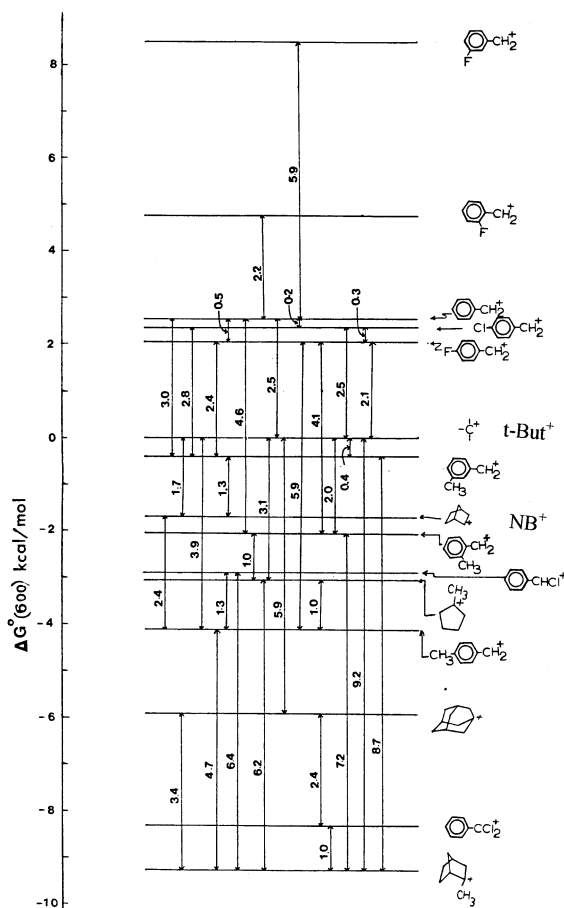 8
6
4
2
0
-2
-4
-6
-8
-10
ΔG°(600) kcal/mol
5.9
2.2
0.5
0.2
0.3
3.0
2.8
2.4
4.6
2.5
5.9
4.1
2.5
2.1
1.7
3.9
1.3
3.1
2.0
0.4
1.0
2.4
1.3
5.9
1.0
9.2
3.4
4.7
6.4
6.2
2.4
7.2
8.7
1.0
CH2+
F
CH2+
F
CH2+
Cl CH2+
F CH2+
-C+ t-But+
CH2+
CH3
+ NB+
CH2+
CH3
CHCl+
CH3
+
CH3 CH2+
+
CCl2+
+
CH3